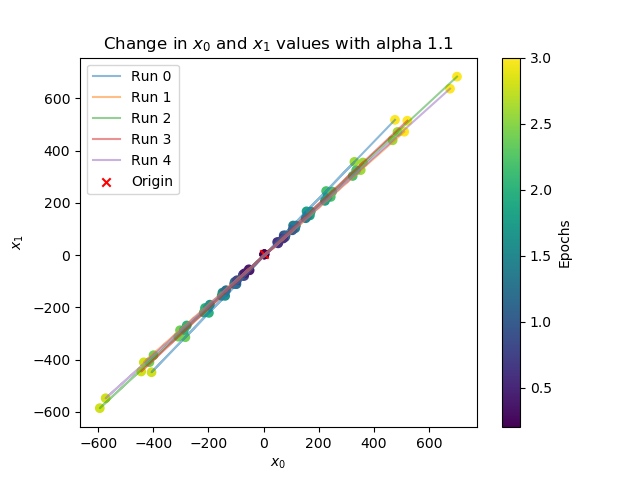 Change in x₀ and x₁ values with alpha 1.1
Run 0
Run 1
Run 2
Run 3
Run 4
Origin
x₁
600
400
200
0
−200
−400
−600
−600
−400
−200
0
200
400
600
x₀
3.0
2.5
2.0
1.5
1.0
0.5
Epochs